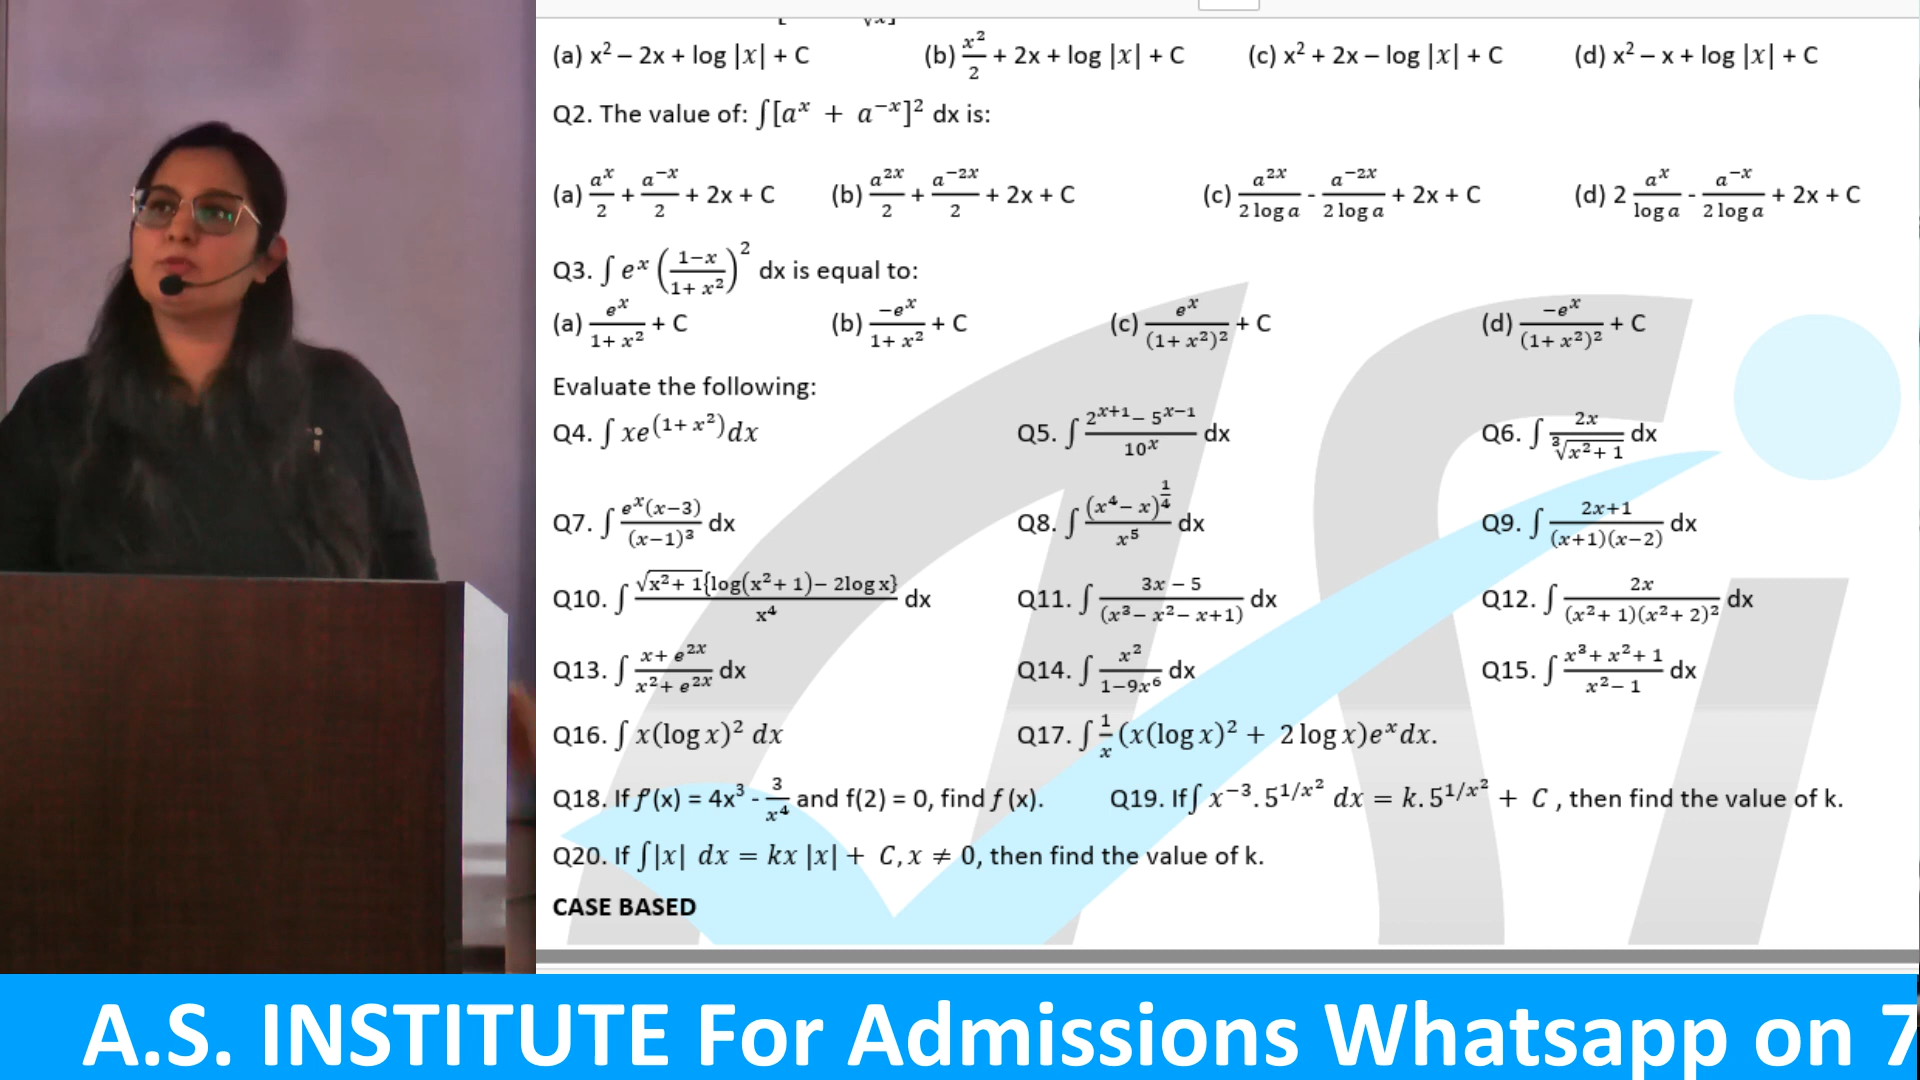 (a) x² – 2x + log |x| + C (b) x²/2 + 2x + log |x| + C (c) x² + 2x – log |x| + C (d) x² – x + log |x| + C
Q2. The value of: ∫[aˣ + a⁻ˣ]² dx is:
(a) aˣ/2 + a⁻ˣ/2 + 2x + C (b) a²ˣ/2 + a⁻²ˣ/2 + 2x + C (c) a²ˣ/(2 log a) - a⁻²ˣ/(2 log a) + 2x + C (d) 2 aˣ/(log a) - a⁻ˣ/(2 log a) + 2x + C
Q3. ∫ eˣ ((1−x)/(1+ x²))² dx is equal to:
(a) eˣ/(1+ x²) + C (b) −eˣ/(1+ x²) + C (c) eˣ/(1+ x²)² + C (d) −eˣ/(1+ x²)² + C
Evaluate the following:
Q4. ∫ xe^(1+ x²) dx Q5. ∫ (2^(x+1) − 5^(x−1))/10ˣ dx Q6. ∫ 2x/∛(x²+ 1) dx
Q7. ∫ eˣ(x−3)/(x−1)³ dx Q8. ∫ (x⁴− x)^(1/4)/x⁵ dx Q9. ∫ (2x+1)/((x+1)(x−2)) dx
Q10. ∫ √(x²+ 1){log(x²+ 1)− 2log x}/x⁴ dx Q11. ∫ (3x − 5)/(x³− x²− x+1) dx Q12. ∫ 2x/((x²+ 1)(x²+ 2)²) dx
Q13. ∫ (x+ e²ˣ)/(x²+ e²ˣ) dx Q14. ∫ x²/(1−9x⁶) dx Q15. ∫ (x³+ x²+ 1)/(x²− 1) dx
Q16. ∫ x(log x)² dx Q17. ∫ 1/x (x(log x)² + 2 log x)eˣdx.
Q18. If f'(x) = 4x³ - 3/x⁴ and f(2) = 0, find f (x). Q19. If∫ x⁻³. 5^(1/x²) dx = k. 5^(1/x²) + C , then find the value of k.
Q20. If ∫|x| dx = kx |x| + C, x ≠ 0, then find the value of k.
CASE BASED
A.S. INSTITUTE For Admissions Whatsapp on 7